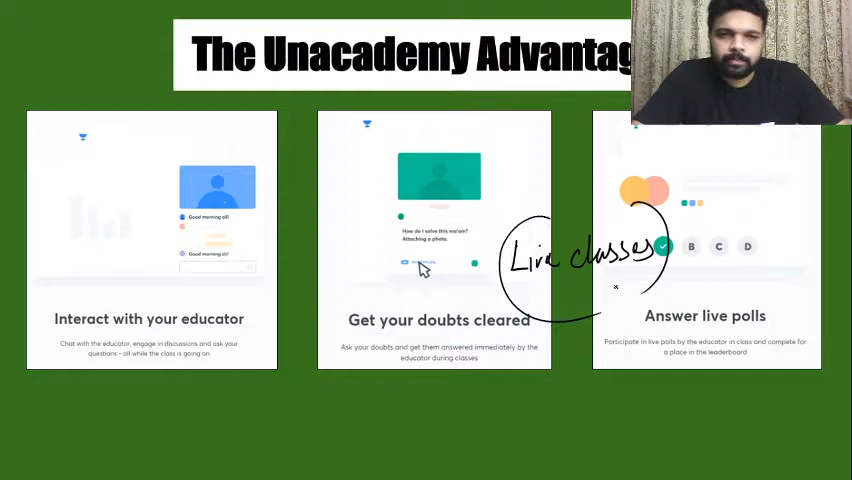 The Unacademy Advantag
Good morning all!
Good morning sir!
Interact with your educator
Chat with the educator, engage in discussions and ask your
questions - all while the class is going on
How do I solve this ma'am?
Attaching a photo.
Get your doubts cleared
Ask your doubts and get them answered immediately by the
educator during classes.
Live classes
B C D
Answer live polls
Participate in live polls by the educator in class and compete for
a place in the leaderboard